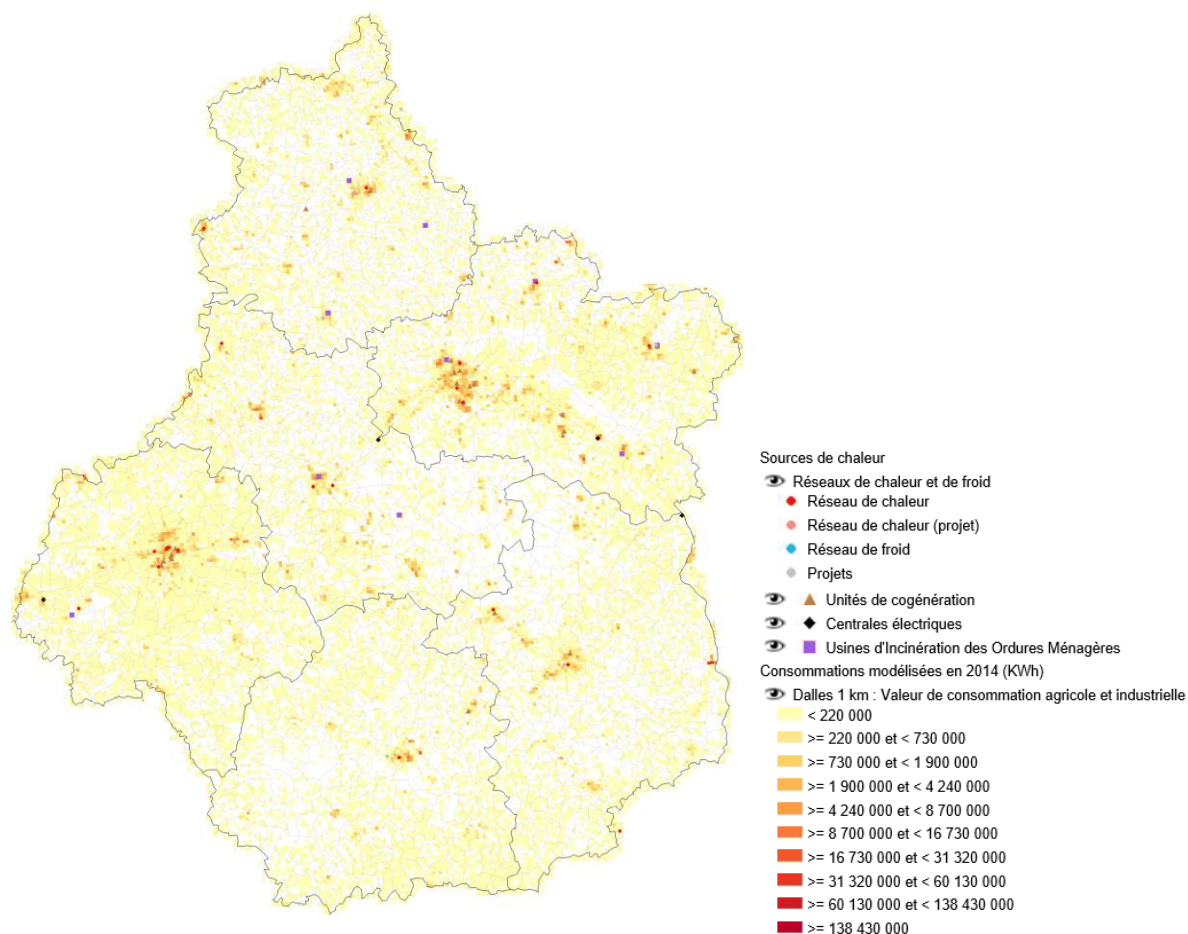 Sources de chaleur
Réseaux de chaleur et de froid
Réseau de chaleur
Réseau de chaleur (projet)
Réseau de froid
Projets
Unités de cogénération
Centrales électriques
Usines d'Incinération des Ordures Ménagères
Consommations modélisées en 2014 (KWh)
Dalles 1 km : Valeur de consommation agricole et industrielle
< 220 000
>= 220 000 et < 730 000
>= 730 000 et < 1 900 000
>= 1 900 000 et < 4 240 000
>= 4 240 000 et < 8 700 000
>= 8 700 000 et < 16 730 000
>= 16 730 000 et < 31 320 000
>= 31 320 000 et < 60 130 000
>= 60 130 000 et < 138 430 000
>= 138 430 000